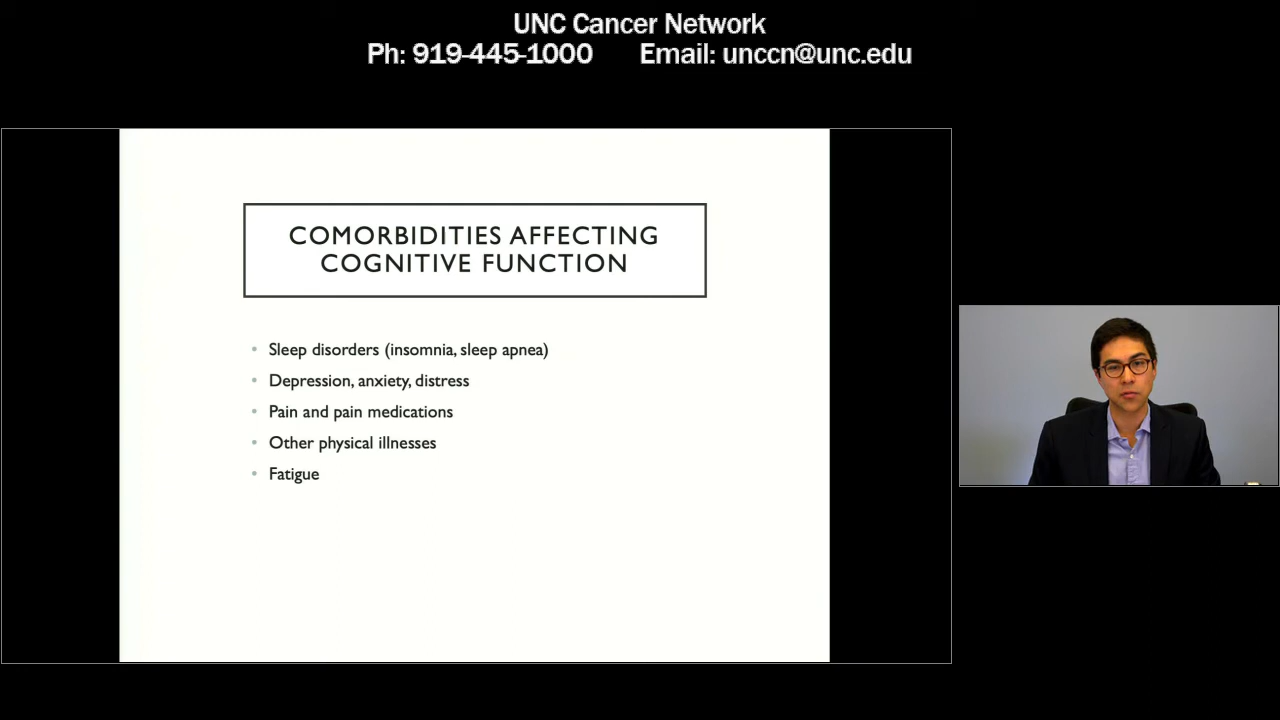 UNC Cancer Network
Ph: 919-445-1000 Email: unccn@unc.edu
COMORBIDITIES AFFECTING
COGNITIVE FUNCTION
• Sleep disorders (insomnia, sleep apnea)
• Depression, anxiety, distress
• Pain and pain medications
• Other physical illnesses
• Fatigue